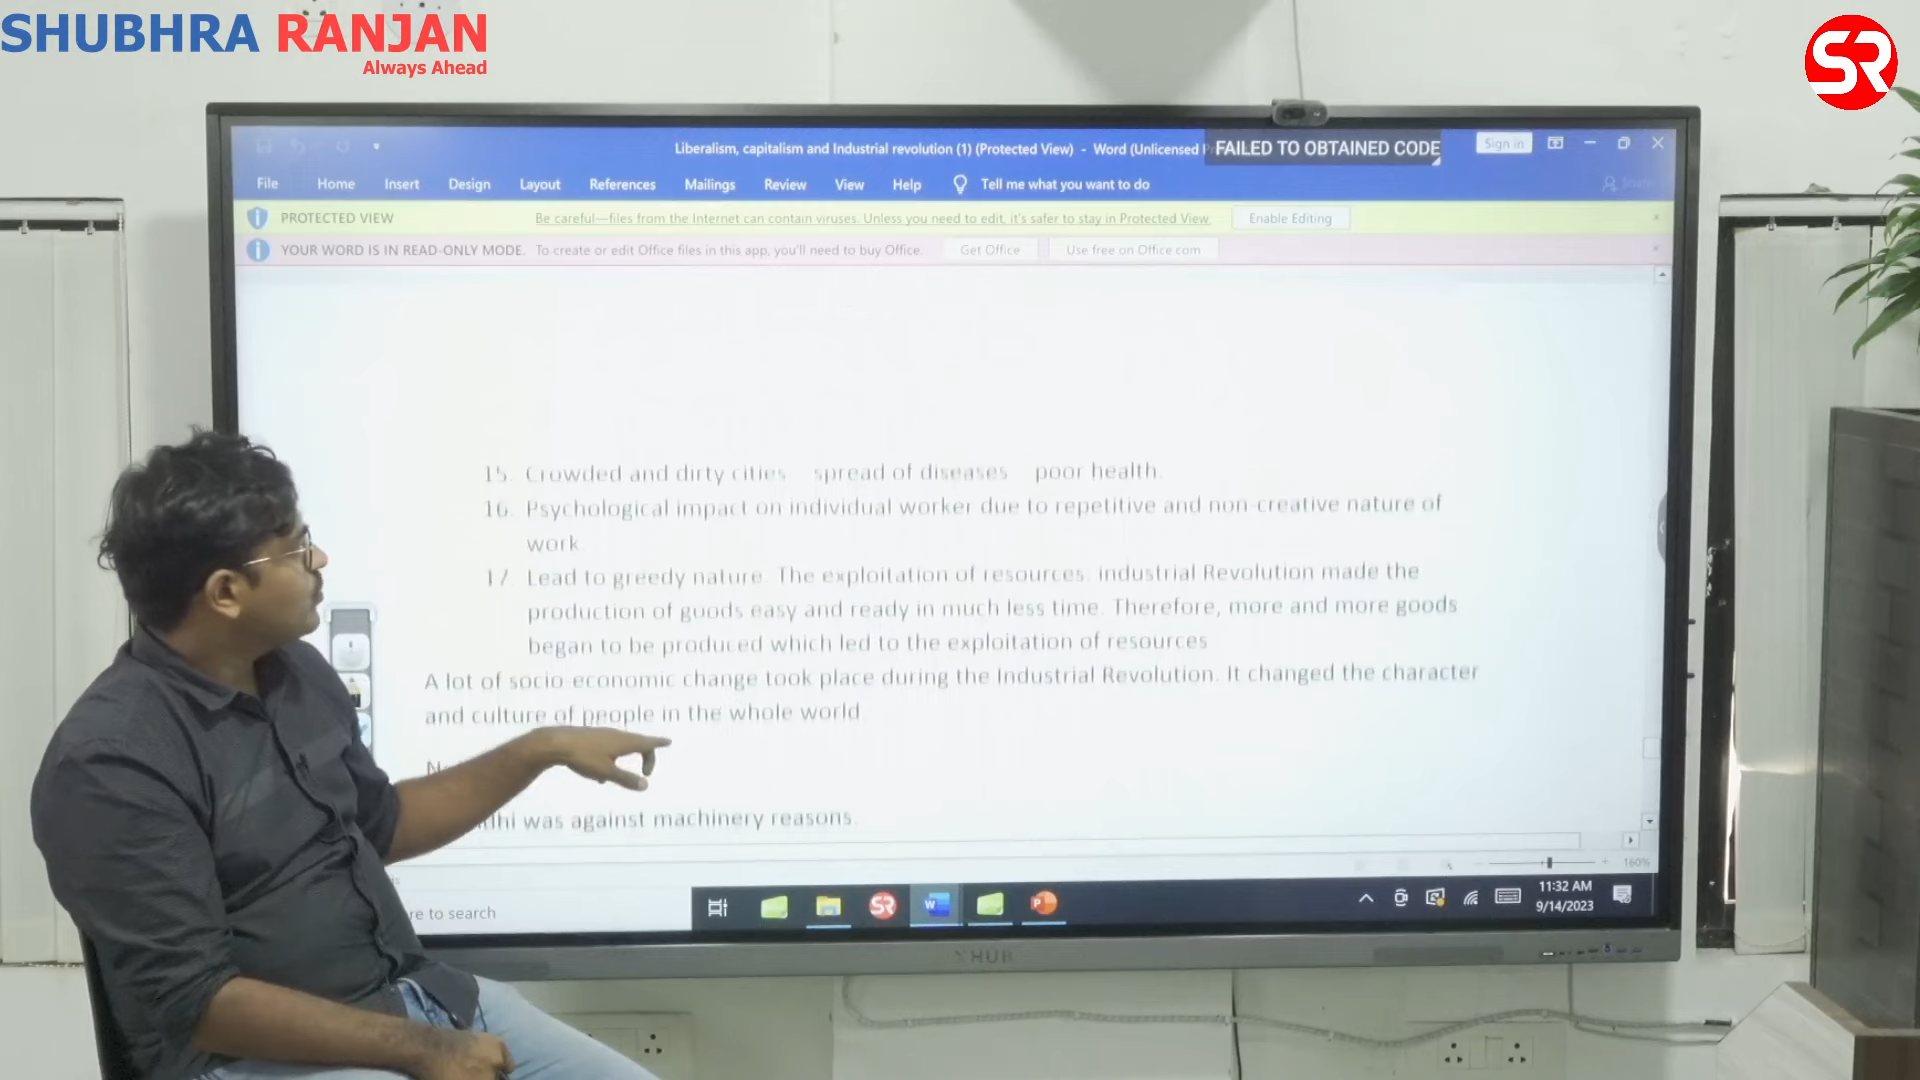 SHUBHRA RANJAN
Always Ahead
SR
Liberalism, capitalism and Industrial revolution (1) (Protected View) - Word (Unlicensed
FAILED TO OBTAINED CODE
Sign in
File Home Insert Design Layout References Mailings Review View Help Tell me what you want to do
Share
PROTECTED VIEW Be careful—files from the Internet can contain viruses. Unless you need to edit, it's safer to stay in Protected View. Enable Editing
YOUR WORD IS IN READ-ONLY MODE. To create or edit Office files in this app, you'll need to buy Office. Get Office Use free on Office.com
15. Crowded and dirty cities spread of diseases poor health.
16. Psychological impact on individual worker due to repetitive and non-creative nature of
work.
17. Lead to greedy nature. The exploitation of resources. industrial Revolution made the
production of goods easy and ready in much less time. Therefore, more and more goods
began to be produced which led to the exploitation of resources
A lot of socio economic change took place during the Industrial Revolution. It changed the character
and culture of people in the whole world.
was against machinery reasons.
160%
re to search
SR
W
P
11:32 AM
9/14/2023
HUB